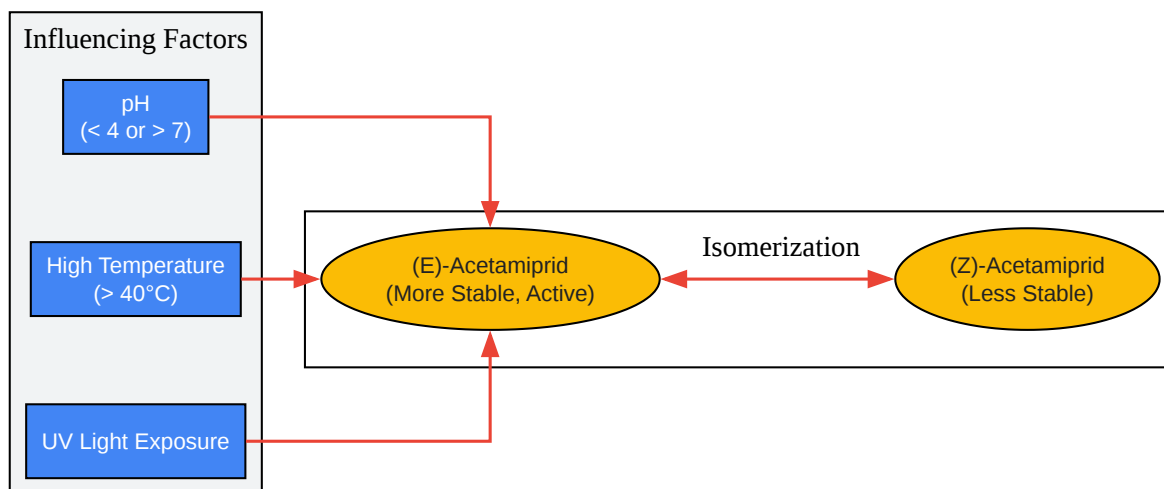 Influencing Factors
pH
(< 4 or > 7)
High Temperature
(> 40°C)
UV Light Exposure
(E)-Acetamiprid
(More Stable, Active)
Isomerization
(Z)-Acetamiprid
(Less Stable)